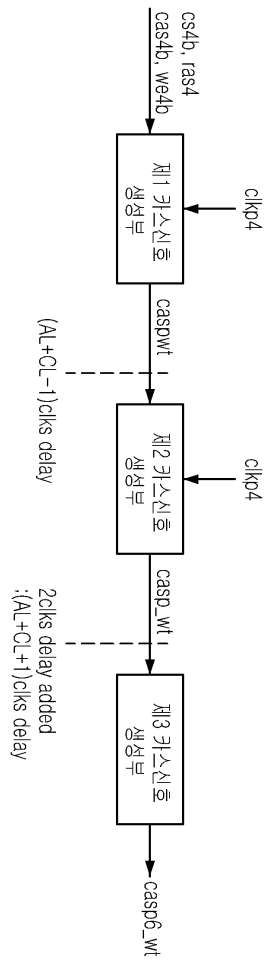 cs4b, ras4
cas4b, we4b
clkp4
제1 카스신호
생성부
caspwt
(AL+CL-1)clks delay
clkp4
제2 카스신호
생성부
casp_wt
2clks delay added
;(AL+CL+1)clks delay
제3 카스신호
생성부
casp6_wt